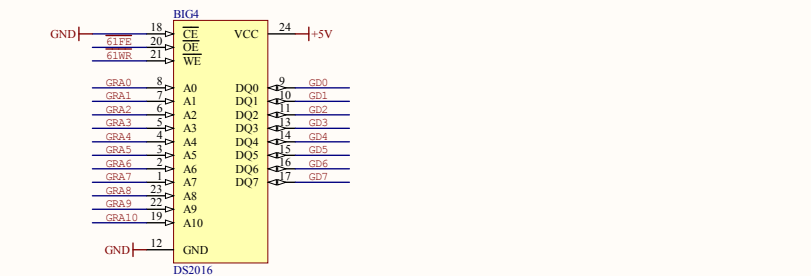 BIG4
GND 18 CE VCC 24 +5V
61FE 20 OE
61WR 21 WE
GRA0 8 A0 DQ0 9 GD0
GRA1 7 A1 DQ1 10 GD1
GRA2 6 A2 DQ2 11 GD2
GRA3 5 A3 DQ3 13 GD3
GRA4 4 A4 DQ4 14 GD4
GRA5 3 A5 DQ5 15 GD5
GRA6 2 A6 DQ6 16 GD6
GRA7 1 A7 DQ7 17 GD7
GRA8 23 A8
GRA9 22 A9
GRA10 19 A10
GND 12 GND
DS2016